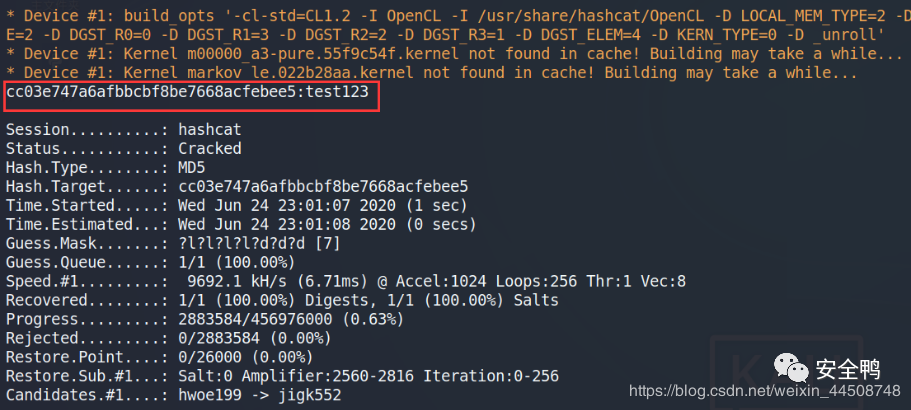 * Device #1: build_opts '-cl-std=CL1.2 -I OpenCL -I /usr/share/hashcat/OpenCL -D LOCAL_MEM_TYPE=2 -D
E=2 -D DGST_R0=0 -D DGST_R1=3 -D DGST_R2=2 -D DGST_R3=1 -D DGST_ELEM=4 -D KERN_TYPE=0 -D _unroll'
* Device #1: Kernel m00000_a3-pure.55f9c54f.kernel not found in cache! Building may take a while...
* Device #1: Kernel markov_le.022b28aa.kernel not found in cache! Building may take a while...
cc03e747a6afbbcbf8be7668acfebee5:test123
Session..........: hashcat
Status...........: Cracked
Hash.Type........: MD5
Hash.Target......: cc03e747a6afbbcbf8be7668acfebee5
Time.Started.....: Wed Jun 24 23:01:07 2020 (1 sec)
Time.Estimated...: Wed Jun 24 23:01:08 2020 (0 secs)
Guess.Mask.......: ?l?l?l?l?d?d?d [7]
Guess.Queue......: 1/1 (100.00%)
Speed.#1.........:  9692.1 kH/s (6.71ms) @ Accel:1024 Loops:256 Thr:1 Vec:8
Recovered........: 1/1 (100.00%) Digests, 1/1 (100.00%) Salts
Progress.........: 2883584/456976000 (0.63%)
Rejected.........: 0/2883584 (0.00%)
Restore.Point....: 0/26000 (0.00%)
Restore.Sub.#1...: Salt:0 Amplifier:2560-2816 Iteration:0-256
Candidates.#1....: hwoe199 -> jigk552
安全鸭
https://blog.csdn.net/weixin_44508748